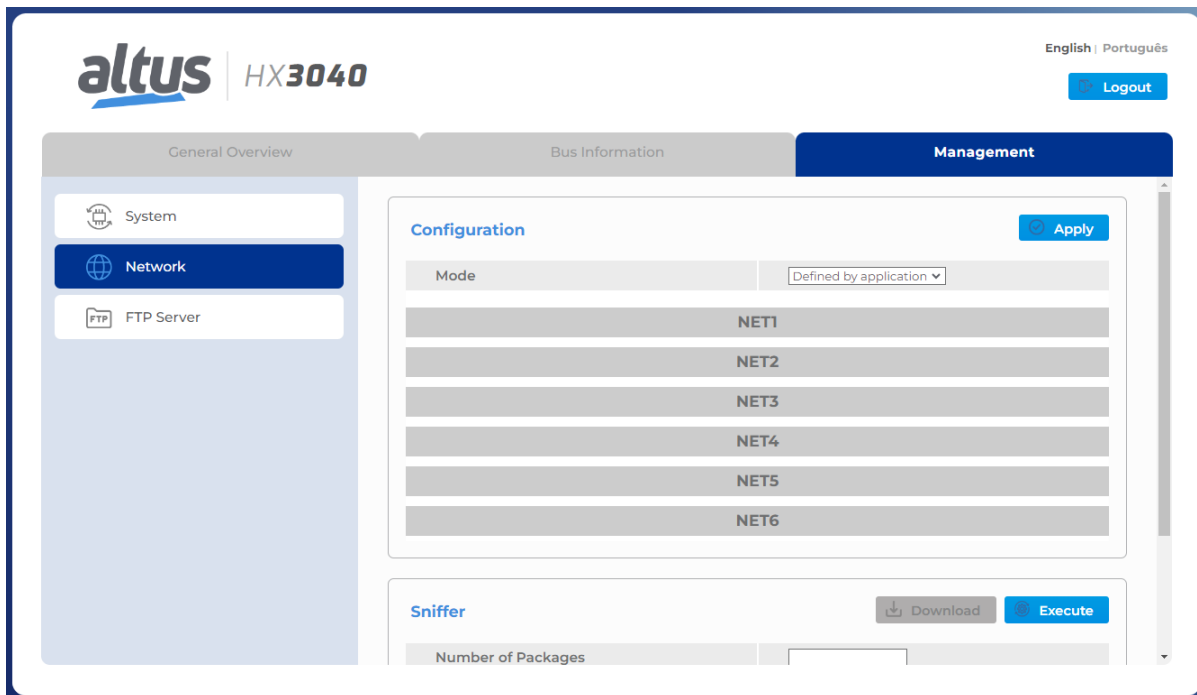 English | Português
altus HX3040
Logout
General Overview Bus Information Management
System
Network
FTP FTP Server
Configuration Apply
Mode Defined by application
NET1
NET2
NET3
NET4
NET5
NET6
Sniffer Download Execute
Number of Packages